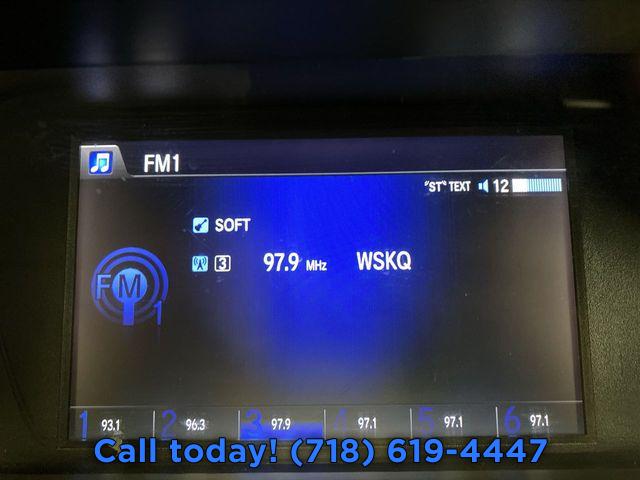 FM1
"ST" TEXT 12
SOFT
3 97.9 MHz WSKQ
FM 1
1 93.1 2 96.3 3 97.9 4 97.1 5 97.1 6 97.1
Call today! (718) 619-4447